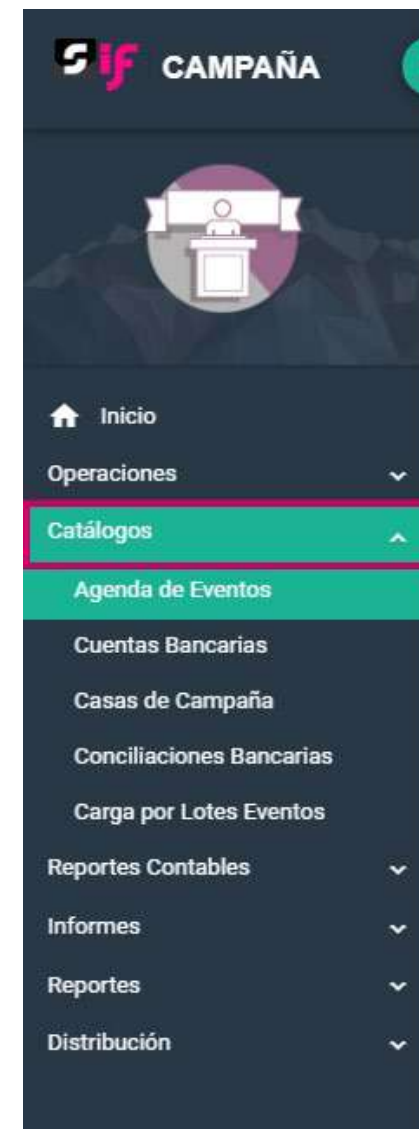 Sif CAMPAÑA
Inicio
Operaciones
Catálogos
Agenda de Eventos
Cuentas Bancarias
Casas de Campaña
Conciliaciones Bancarias
Carga por Lotes Eventos
Reportes Contables
Informes
Reportes
Distribución